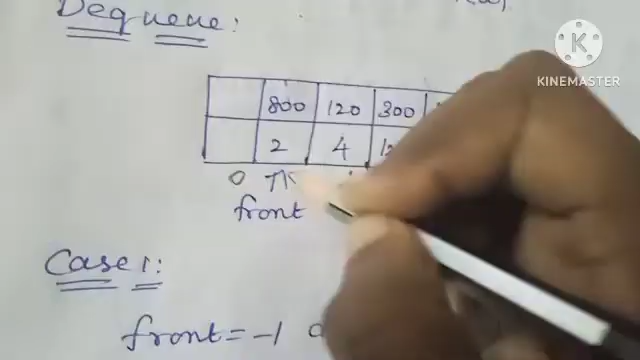 Dequeue:
K
KINEMASTER
800 120 300
2 4
0
front
Case 1:
front = -1